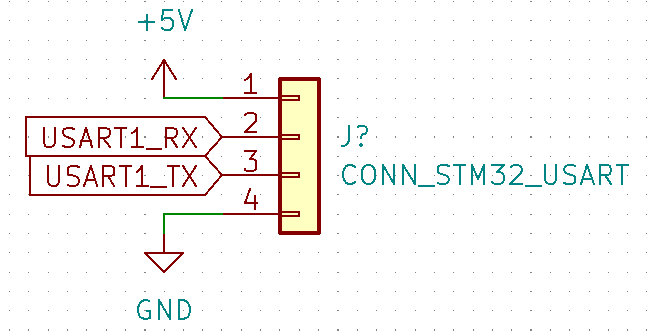 +5V
1
USART1_RX
2
J?
USART1_TX
3
CONN_STM32_USART
4
GND